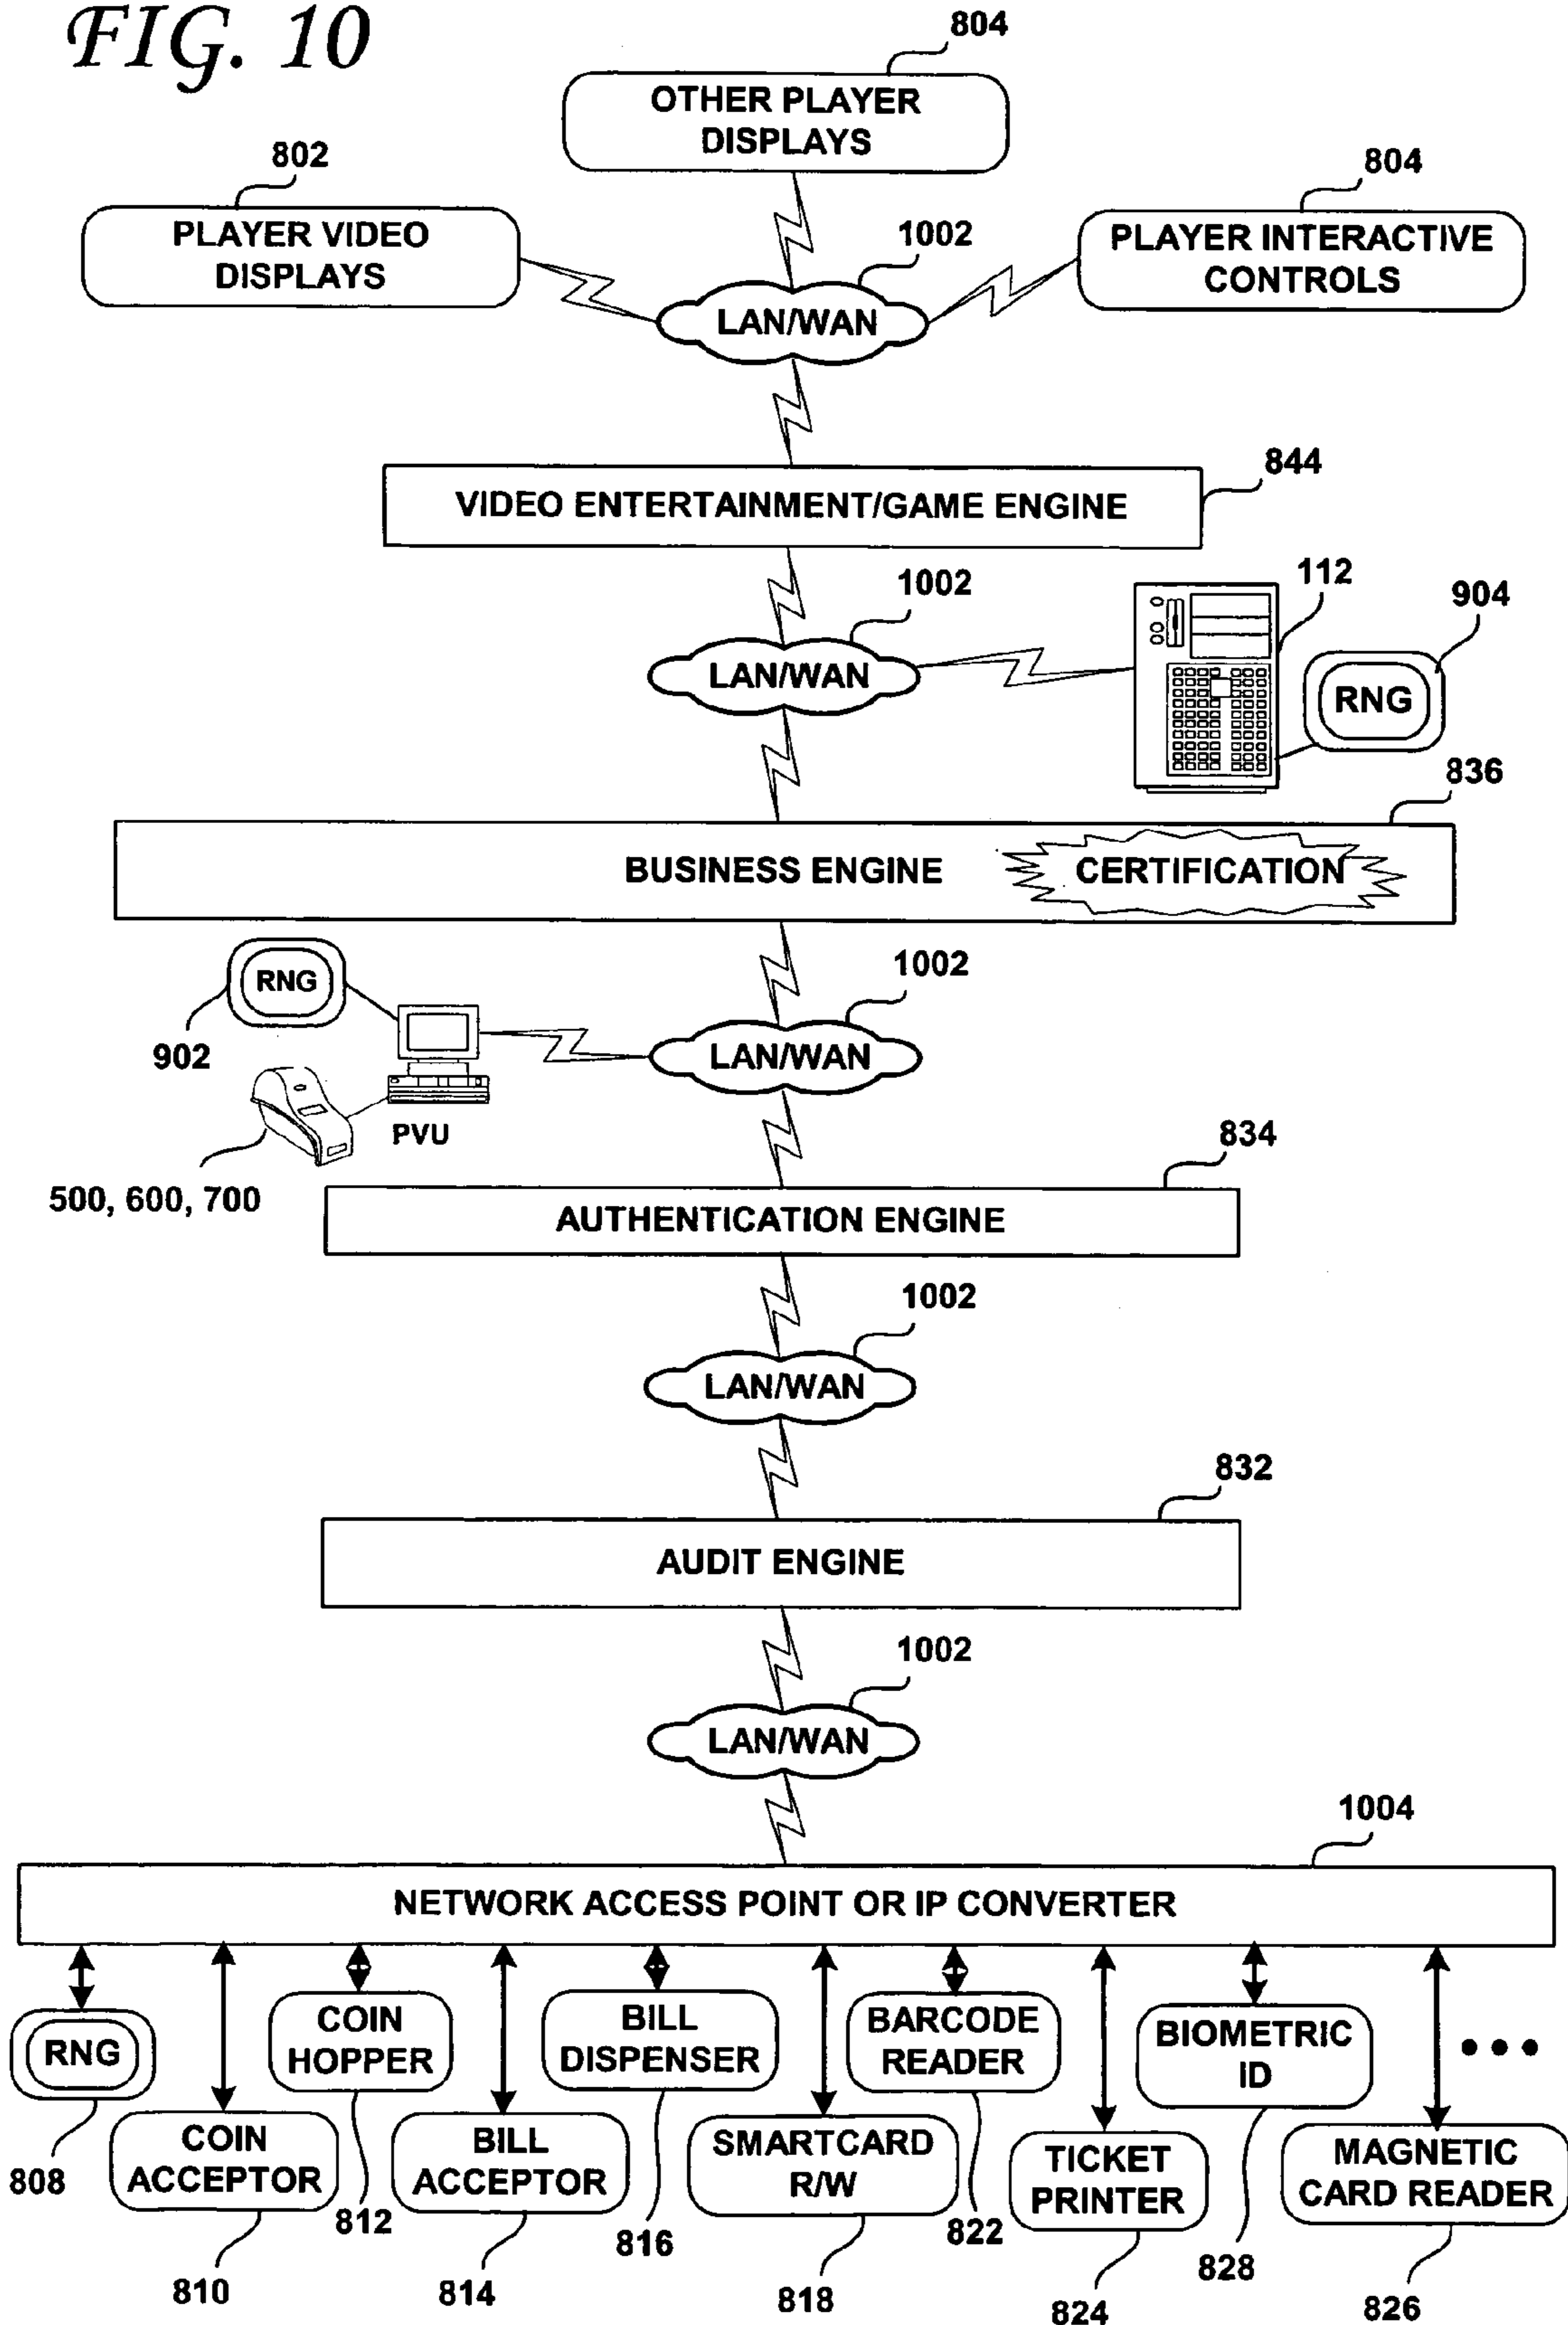 FIG. 10
804
OTHER PLAYER
DISPLAYS
802
PLAYER VIDEO
DISPLAYS
804
PLAYER INTERACTIVE
CONTROLS
1002
LAN/WAN
844
VIDEO ENTERTAINMENT/GAME ENGINE
1002
LAN/WAN
112
904
RNG
836
BUSINESS ENGINE
CERTIFICATION
RNG
902
1002
LAN/WAN
PVU
500, 600, 700
834
AUTHENTICATION ENGINE
1002
LAN/WAN
832
AUDIT ENGINE
1002
LAN/WAN
1004
NETWORK ACCESS POINT OR IP CONVERTER
RNG
808
COIN
ACCEPTOR
810
COIN
HOPPER
812
BILL
ACCEPTOR
814
BILL
DISPENSER
816
SMARTCARD
R/W
818
BARCODE
READER
822
TICKET
PRINTER
824
BIOMETRIC
ID
828
MAGNETIC
CARD READER
826